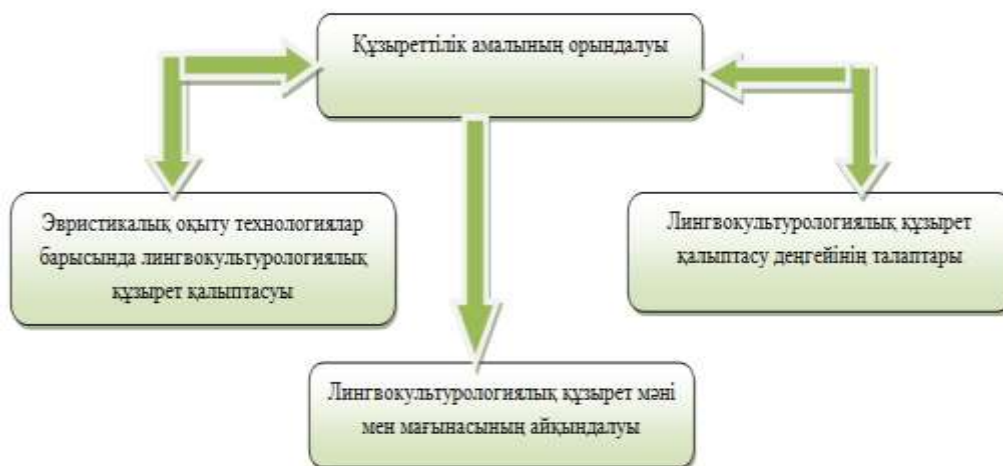 Құзыреттілік амалының орындалуы
Эвристикалық оқыту технологиялар
барысында лингвокультурологиялық
құзырет қалыптасуы
Лингвокультурологиялық құзырет
қалыптасу деңгейінің талаптары
Лингвокультурологиялық құзырет мәні
мен мағынасының айқындалуы